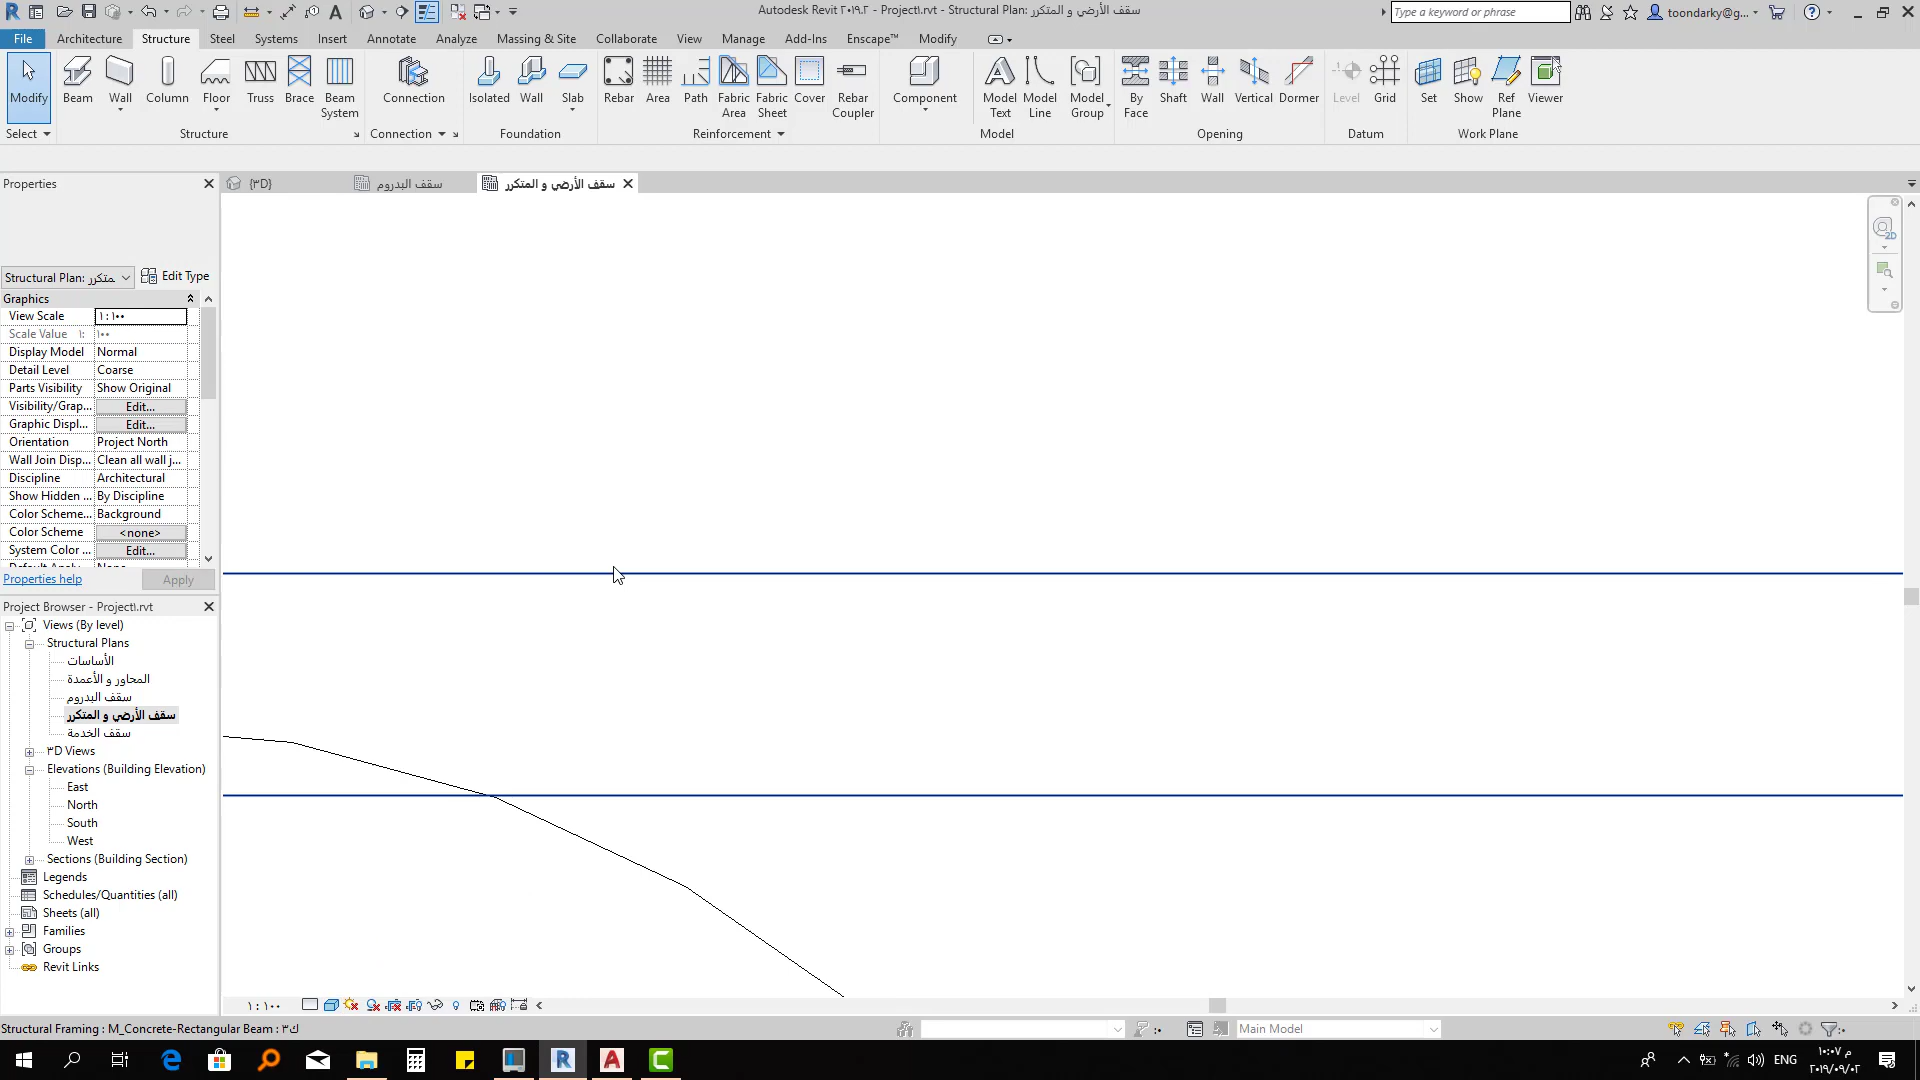 Autodesk Revit ٢٠١٩.٢ - Project١.rvt - Structural Plan: سقف الأرضي و المتكرر
Type a keyword or phrase
toondarky@g...
File Architecture Structure Steel Systems Insert Annotate Analyze Massing & Site Collaborate View Manage Add-Ins Enscape™ Modify
Modify Beam Wall Column Floor Truss Brace Beam System Connection Isolated Wall Slab Rebar Area Path Fabric Area Fabric Sheet Cover Rebar Coupler Component Model Text Model Line Model Group By Face Shaft Wall Vertical Dormer Level Grid Set Show Ref Plane Viewer
Select Structure Connection Foundation Reinforcement Model Opening Datum Work Plane
Properties
{٣D}
سقف البدروم
سقف الأرضي و المتكرر
2D
Edit Type
Graphics
View Scale ١ : ١٠٠
Scale Value ١: ١٠٠
Display Model Normal
Detail Level Coarse
Parts Visibility Show Original
Visibility/Grap... Edit...
Graphic Displ... Edit...
Orientation Project North
Wall Join Disp... Clean all wall j...
Discipline Architectural
Show Hidden ... By Discipline
Color Scheme... Background
Color Scheme <none>
System Color ... Edit...
Properties help Apply
Project Browser - Project١.rvt
Views (By level)
Structural Plans
الأساسات
المحاور و الأعمدة
سقف البدروم
سقف الأرضي و المتكرر
سقف الخدمة
٣D Views
Elevations (Building Elevation)
East
North
South
West
Sections (Building Section)
Legends
Schedules/Quantities (all)
Sheets (all)
Families
Groups
Revit Links
١ : ١٠٠
Structural Framing : M_Concrete-Rectangular Beam : ك٣
Main Model
ENG
١٠:٠٧ م
٢٠١٩/٠٩/٠٢